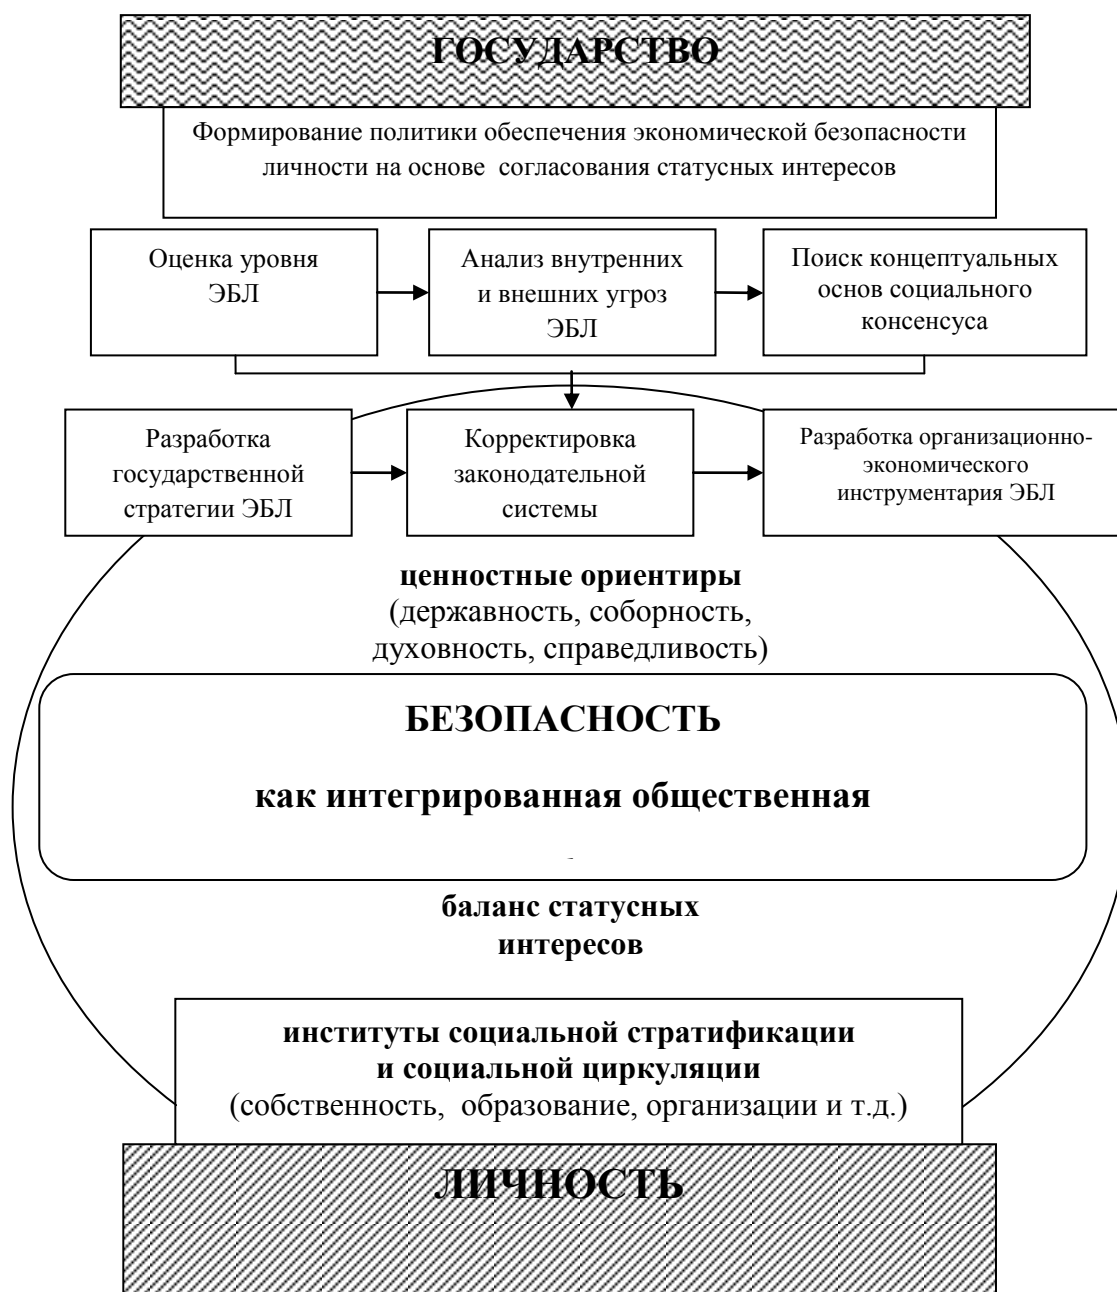 ГОСУДАРСТВО
Формирование политики обеспечения экономической безопасности
личности на основе согласования статусных интересов
Оценка уровня
ЭБЛ
Анализ внутренних
и внешних угроз
ЭБЛ
Поиск концептуальных
основ социального
консенсуса
Разработка
государственной
стратегии ЭБЛ
Корректировка
законодательной
системы
Разработка организационно-
экономического
инструментария ЭБЛ
ценностные ориентиры
(державность, соборность,
духовность, справедливость)
БЕЗОПАСНОСТЬ
как интегрированная общественная
баланс статусных
интересов
институты социальной стратификации
и социальной циркуляции
(собственность, образование, организации и т.д.)
ЛИЧНОСТЬ